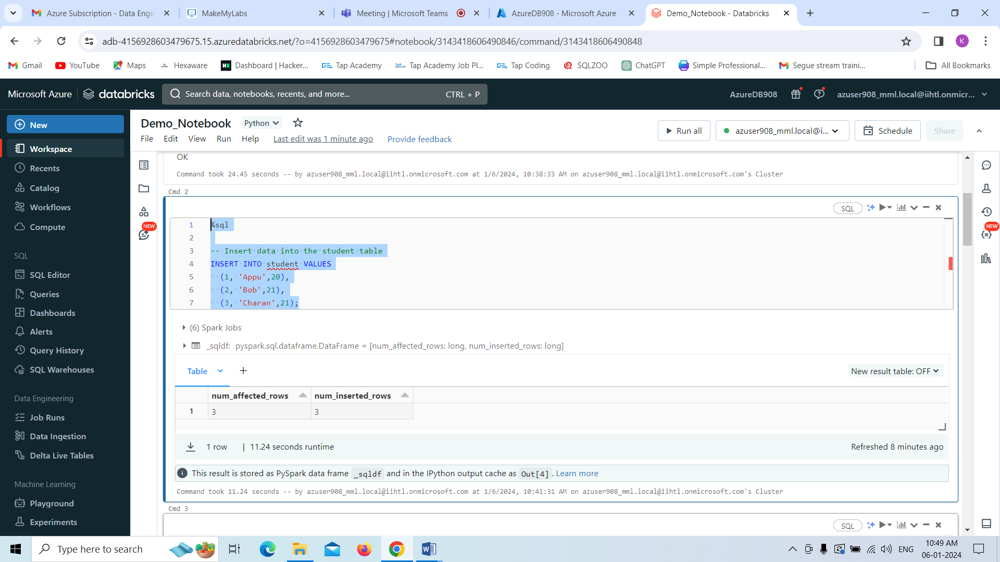 Azure Subscription - Data Engin
MakeMyLabs
Meeting | Microsoft Teams
AzureDB908 - Microsoft Azure
Demo_Notebook - Databricks
adb-4156928603479675.15.azuredatabricks.net/?o=4156928603479675#notebook/3143418606490846/command/3143418606490848
K
Gmail
YouTube
Maps
Hexaware
Dashboard | Hacker...
Tap Academy
Tap Academy Job Pl...
Tap Coding
SQLZOO
ChatGPT
Simple Professional...
Segue stream traini...
All Bookmarks
Microsoft Azure
databricks
Search data, notebooks, recents, and more...
CTRL + P
AzureDB908
azuser908_mml.local@iihtl.onmicr...
New
Workspace
Recents
Catalog
Workflows
Compute
SQL
SQL Editor
Queries
Dashboards
Alerts
Query History
SQL Warehouses
Data Engineering
Job Runs
Data Ingestion
Delta Live Tables
Machine Learning
Playground
Experiments
Demo_Notebook
Python
File
Edit
View
Run
Help
Last edit was 1 minute ago
Provide feedback
Run all
azuser908_mml.local@i...
Schedule
Share
NEW
NEW
OK
Command took 24.45 seconds -- by azuser908_mml.local@iihtl.onmicrosoft.com at 1/6/2024, 10:38:33 AM on azuser908_mml.local@iihtl.onmicrosoft.com's Cluster
Cmd 2
SQL
1 %sql
2
3 -- Insert data into the student table
4 INSERT INTO student VALUES
5 (1, 'Appu',20),
6 (2, 'Bob',21),
7 (3, 'Charan',21);
(6) Spark Jobs
_sqldf: pyspark.sql.dataframe.DataFrame = [num_affected_rows: long, num_inserted_rows: long]
Table
New result table: OFF
num_affected_rows num_inserted_rows
1 3 3
1 row | 11.24 seconds runtime
Refreshed 8 minutes ago
This result is stored as PySpark data frame _sqldf and in the IPython output cache as Out[4]. Learn more
Command took 11.24 seconds -- by azuser908_mml.local@iihtl.onmicrosoft.com at 1/6/2024, 10:41:31 AM on azuser908_mml.local@iihtl.onmicrosoft.com's Cluster
Cmd 3
SQL
Type here to search
ENG
10:49 AM
06-01-2024